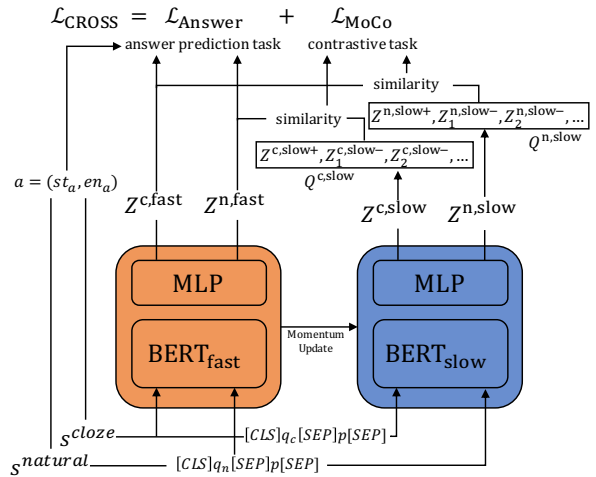 ℒ_CROSS = ℒ_Answer + ℒ_MoCo
answer prediction task contrastive task
similarity
Z^{n,slow+}, Z_1^{n,slow−}, Z_2^{n,slow−}, …
similarity
Q^{n,slow}
Z^{c,slow+}, Z_1^{c,slow−}, Z_2^{c,slow−}, …
Q^{c,slow}
a = (st_a, en_a)
Z^{c,fast} Z^{n,fast} Z^{c,slow} Z^{n,slow}
MLP MLP
Momentum
Update
BERT_fast BERT_slow
s^{cloze} [CLS]q_c[SEP]p[SEP]
s^{natural} [CLS]q_n[SEP]p[SEP]